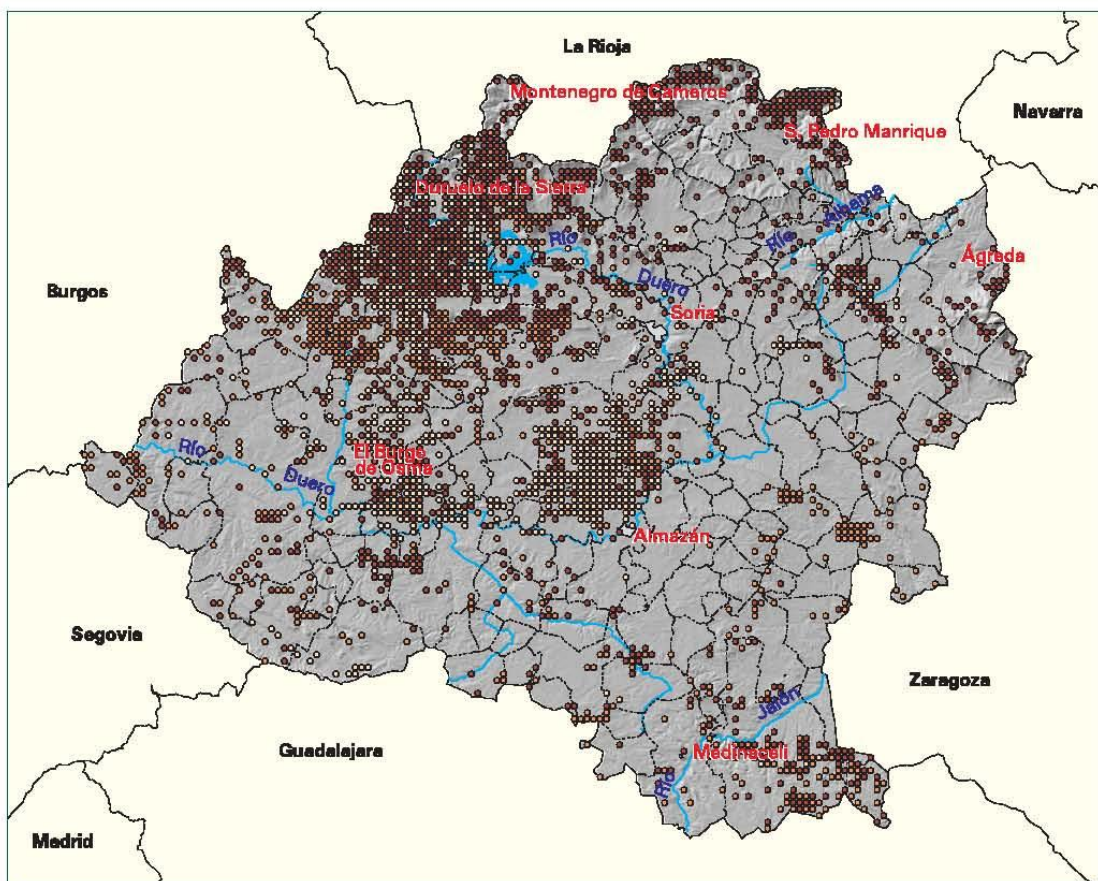 La Rioja
Montenegro de Cameros
Navarra
S. Pedro Manrique
Duruelo de la Sierra
Río Alhama
Río Duero
Ágreda
Burgos
Soria
El Burgo
de Osma
Río Duero
Almazán
Segovia
Zaragoza
Río Jalón
Guadalajara
Medinaceli
Madrid